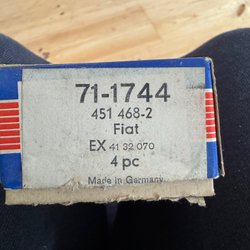 71-1744
451 468-2
Fiat
EX 41 32 070
4 pc
Made in Germany